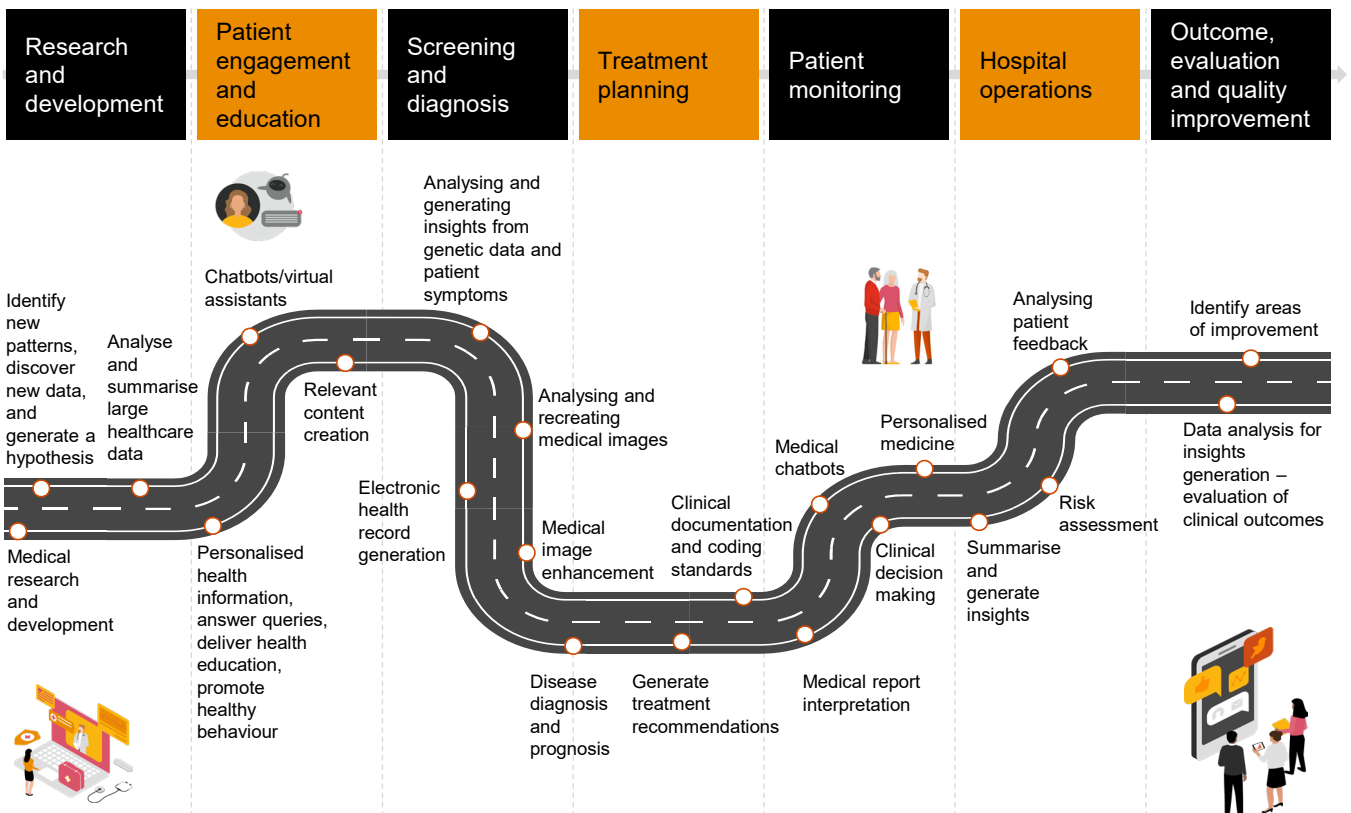 Research
and
development
Patient
engagement
and
education
Screening
and
diagnosis
Treatment
planning
Patient
monitoring
Hospital
operations
Outcome,
evaluation
and quality
improvement
Identify
new
patterns,
discover
new data,
and
generate a
hypothesis
Analyse
and
summarise
large
healthcare
data
Medical
research
and
development
Chatbots/virtual
assistants
Relevant
content
creation
Personalised
health
information,
answer queries,
deliver health
education,
promote
healthy
behaviour
Analysing and
generating
insights from
genetic data and
patient
symptoms
Analysing and
recreating
medical images
Electronic
health
record
generation
Medical
image
enhancement
Disease
diagnosis
and
prognosis
Clinical
documentation
and coding
standards
Generate
treatment
recommendations
Medical
chatbots
Personalised
medicine
Clinical
decision
making
Medical report
interpretation
Analysing
patient
feedback
Risk
assessment
Summarise
and
generate
insights
Identify areas
of improvement
Data analysis for
insights
generation –
evaluation of
clinical outcomes